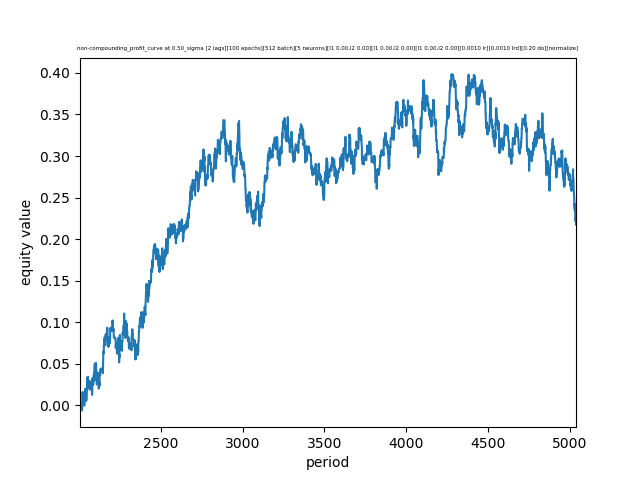 non-compounding_profit_curve at 0.50_sigma [2 lags][100 epochs][512 batch][5 neurons][l1 0.00,l2 0.00][l1 0.00,l2 0.00][l1 0.00,l2 0.00][0.0010 lr][0.0010 lrd][0.20 do][normalize]
0.40
0.35
0.30
0.25
0.20
0.15
0.10
0.05
0.00
equity value
2500 3000 3500 4000 4500 5000
period